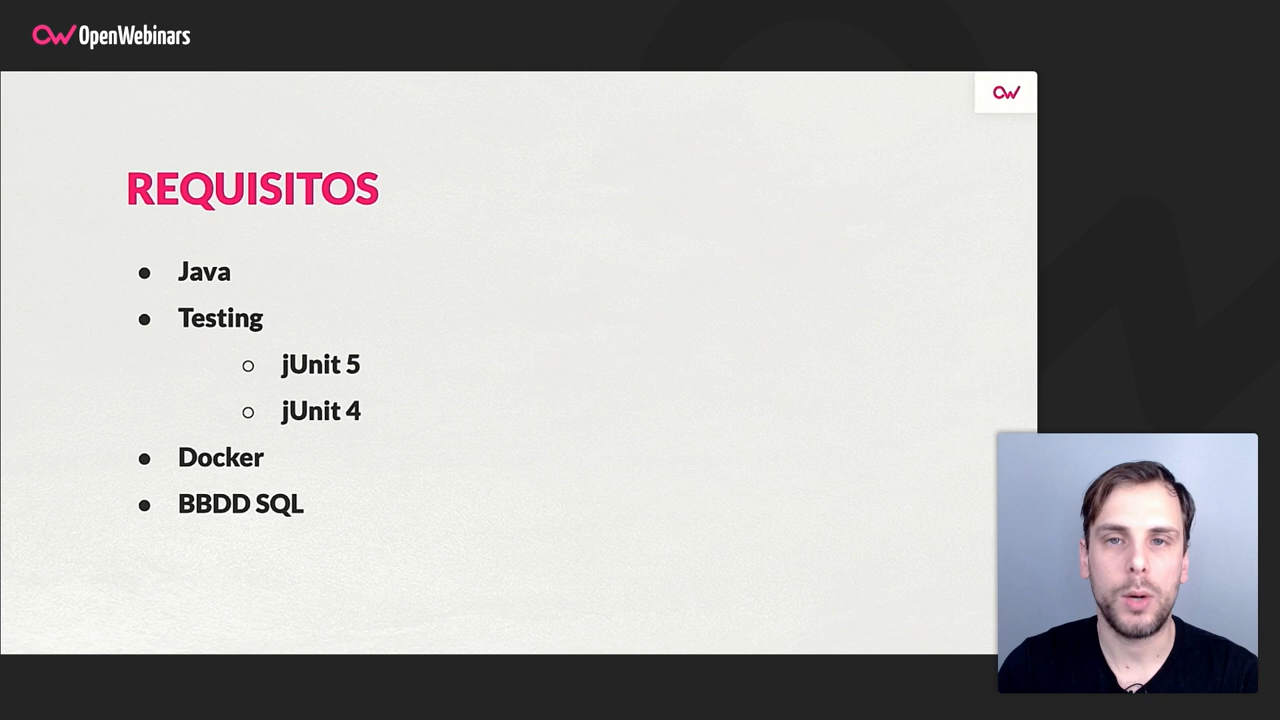 OpenWebinars
REQUISITOS
● Java
● Testing
○ jUnit 5
○ jUnit 4
● Docker
● BBDD SQL